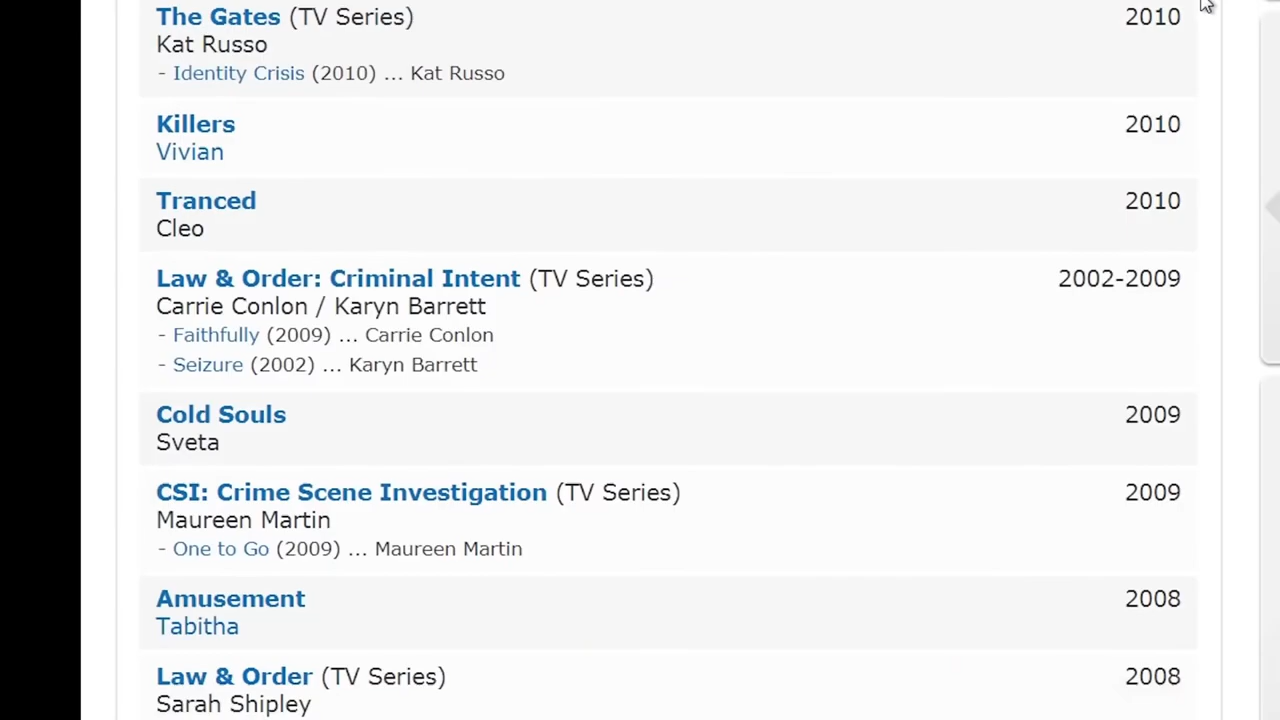 The Gates (TV Series) 2010
Kat Russo
- Identity Crisis (2010) ... Kat Russo
Killers 2010
Vivian
Tranced 2010
Cleo
Law & Order: Criminal Intent (TV Series) 2002-2009
Carrie Conlon / Karyn Barrett
- Faithfully (2009) ... Carrie Conlon
- Seizure (2002) ... Karyn Barrett
Cold Souls 2009
Sveta
CSI: Crime Scene Investigation (TV Series) 2009
Maureen Martin
- One to Go (2009) ... Maureen Martin
Amusement 2008
Tabitha
Law & Order (TV Series) 2008
Sarah Shipley